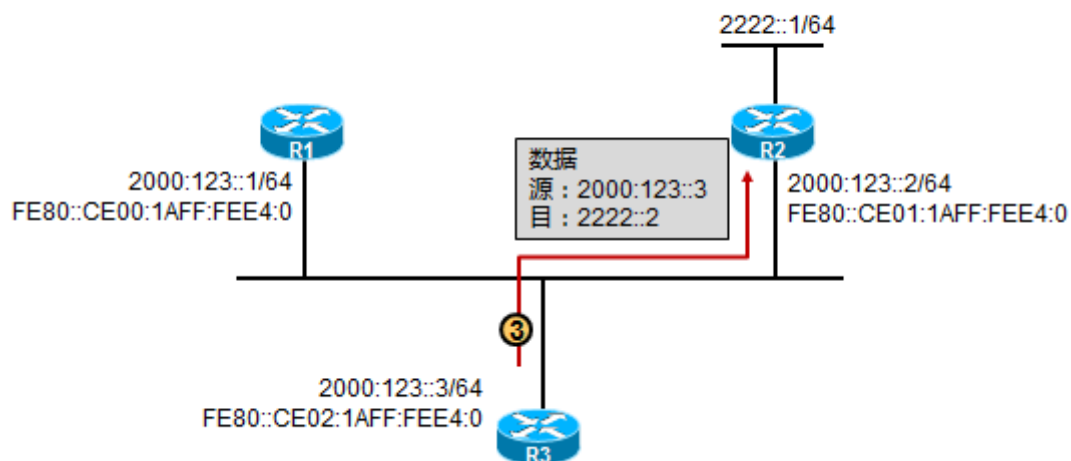 2222::1/64
R1
R2
数据
源：2000:123::3
目：2222::2
2000:123::1/64
FE80::CE00:1AFF:FEE4:0
2000:123::2/64
FE80::CE01:1AFF:FEE4:0
3
2000:123::3/64
FE80::CE02:1AFF:FEE4:0
R3